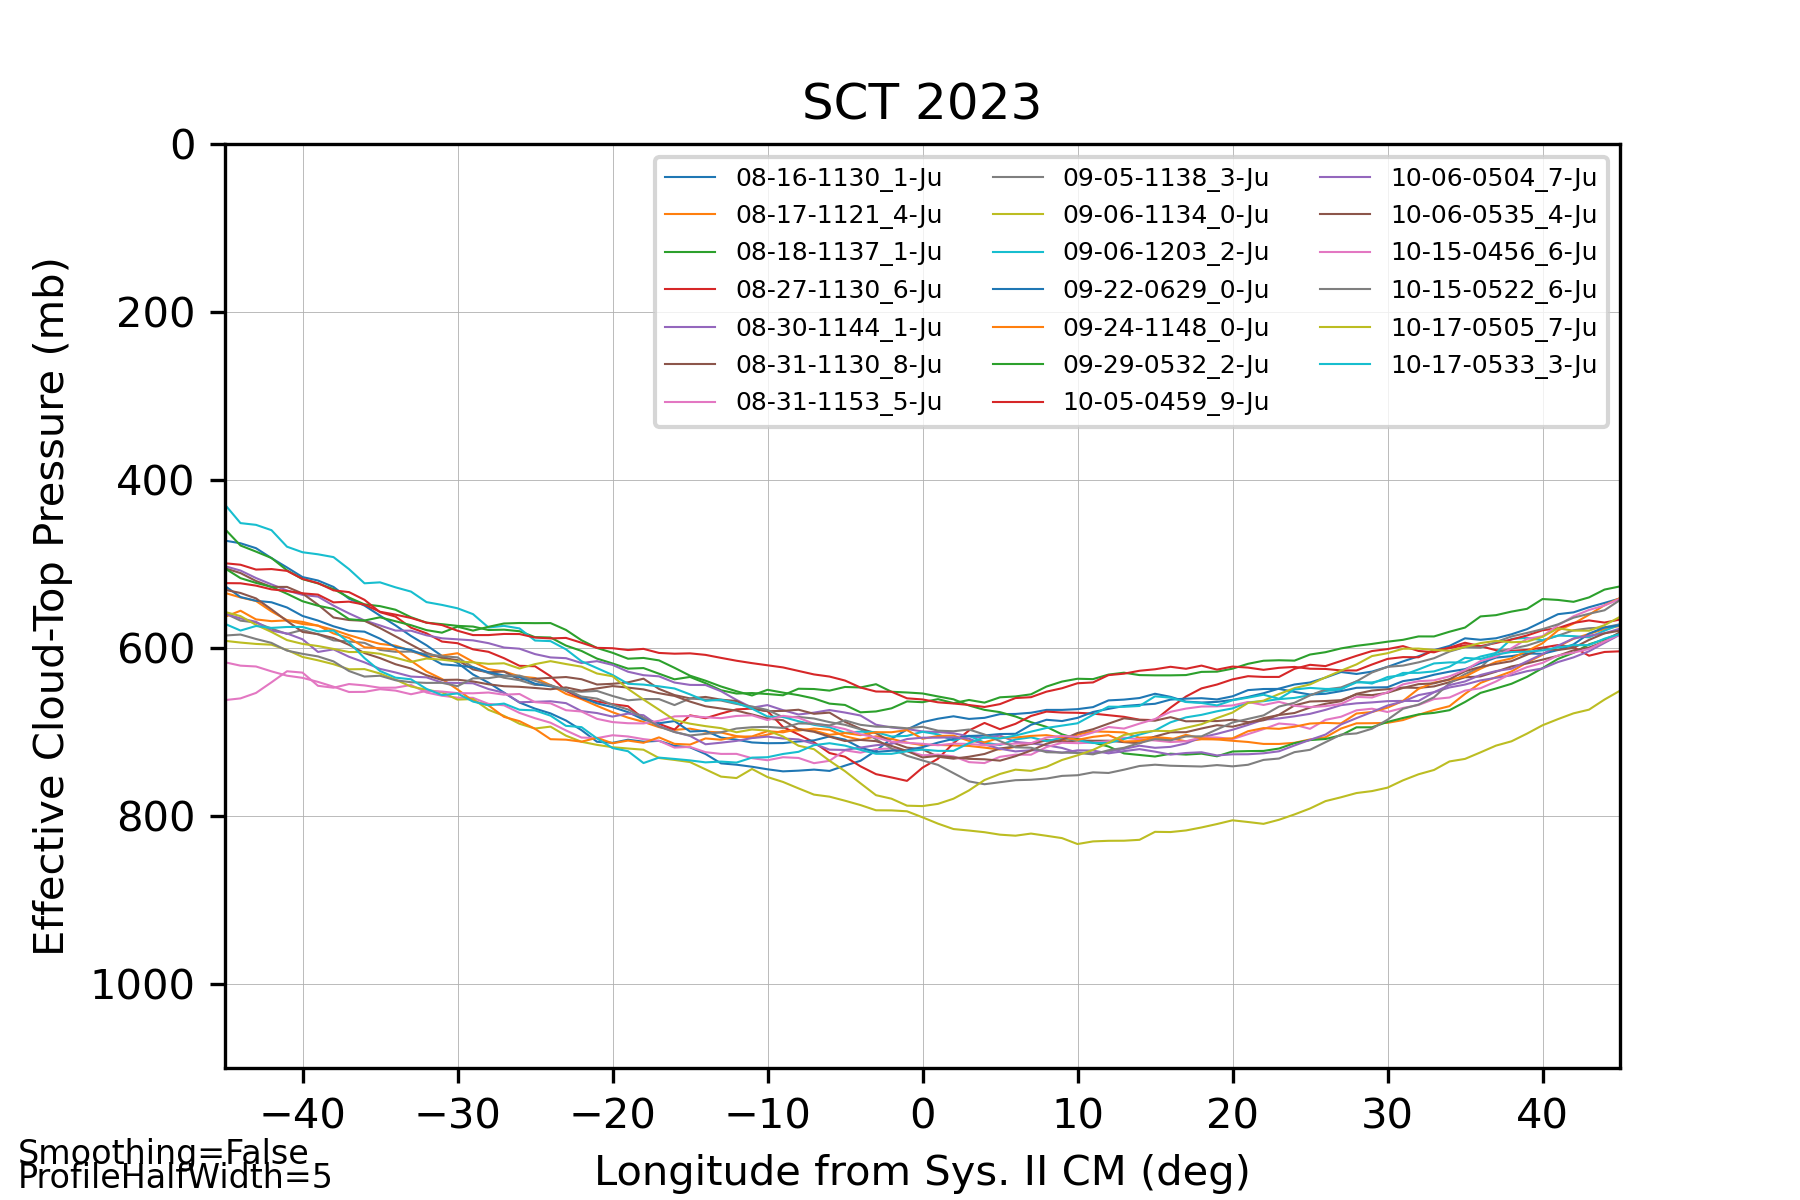 SCT 2023
0
200
400
600
800
1000
Effective Cloud-Top Pressure (mb)
08-16-1130_1-Ju
08-17-1121_4-Ju
08-18-1137_1-Ju
08-27-1130_6-Ju
08-30-1144_1-Ju
08-31-1130_8-Ju
08-31-1153_5-Ju
09-05-1138_3-Ju
09-06-1134_0-Ju
09-06-1203_2-Ju
09-22-0629_0-Ju
09-24-1148_0-Ju
09-29-0532_2-Ju
10-05-0459_9-Ju
10-06-0504_7-Ju
10-06-0535_4-Ju
10-15-0456_6-Ju
10-15-0522_6-Ju
10-17-0505_7-Ju
10-17-0533_3-Ju
−40 −30 −20 −10 0 10 20 30 40
Longitude from Sys. II CM (deg)
Smoothing=False
ProfileHalfWidth=5